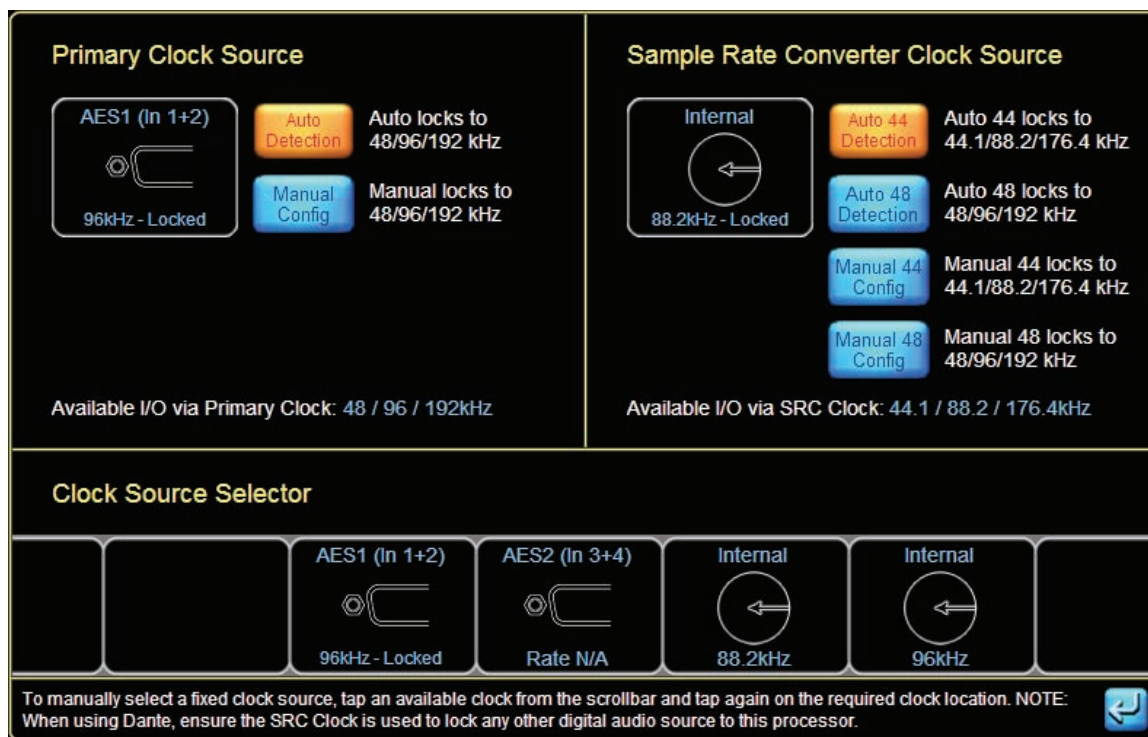 Primary Clock Source
AES1 (In 1+2)
96kHz - Locked
Auto
Detection
Auto locks to
48/96/192 kHz
Manual
Config
Manual locks to
48/96/192 kHz
Available I/O via Primary Clock: 48 / 96 / 192kHz
Sample Rate Converter Clock Source
Internal
88.2kHz - Locked
Auto 44
Detection
Auto 44 locks to
44.1/88.2/176.4 kHz
Auto 48
Detection
Auto 48 locks to
48/96/192 kHz
Manual 44
Config
Manual 44 locks to
44.1/88.2/176.4 kHz
Manual 48
Config
Manual 48 locks to
48/96/192 kHz
Available I/O via SRC Clock: 44.1 / 88.2 / 176.4kHz
Clock Source Selector
AES1 (In 1+2)
96kHz - Locked
AES2 (In 3+4)
Rate N/A
Internal
88.2kHz
Internal
96kHz
To manually select a fixed clock source, tap an available clock from the scrollbar and tap again on the required clock location. NOTE:
When using Dante, ensure the SRC Clock is used to lock any other digital audio source to this processor.